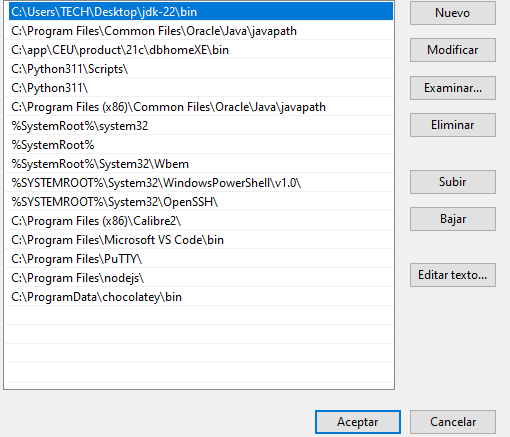 C:\Users\TECH\Desktop\jdk-22\bin
C:\Program Files\Common Files\Oracle\Java\javapath
C:\app\CEU\product\21c\dbhomeXE\bin
C:\Python311\Scripts\
C:\Python311\
C:\Program Files (x86)\Common Files\Oracle\Java\javapath
%SystemRoot%\system32
%SystemRoot%
%SystemRoot%\System32\Wbem
%SYSTEMROOT%\System32\WindowsPowerShell\v1.0\
%SYSTEMROOT%\System32\OpenSSH\
C:\Program Files (x86)\Calibre2\
C:\Program Files\Microsoft VS Code\bin
C:\Program Files\PuTTY\
C:\Program Files\nodejs\
C:\ProgramData\chocolatey\bin
Nuevo
Modificar
Examinar...
Eliminar
Subir
Bajar
Editar texto...
Aceptar
Cancelar